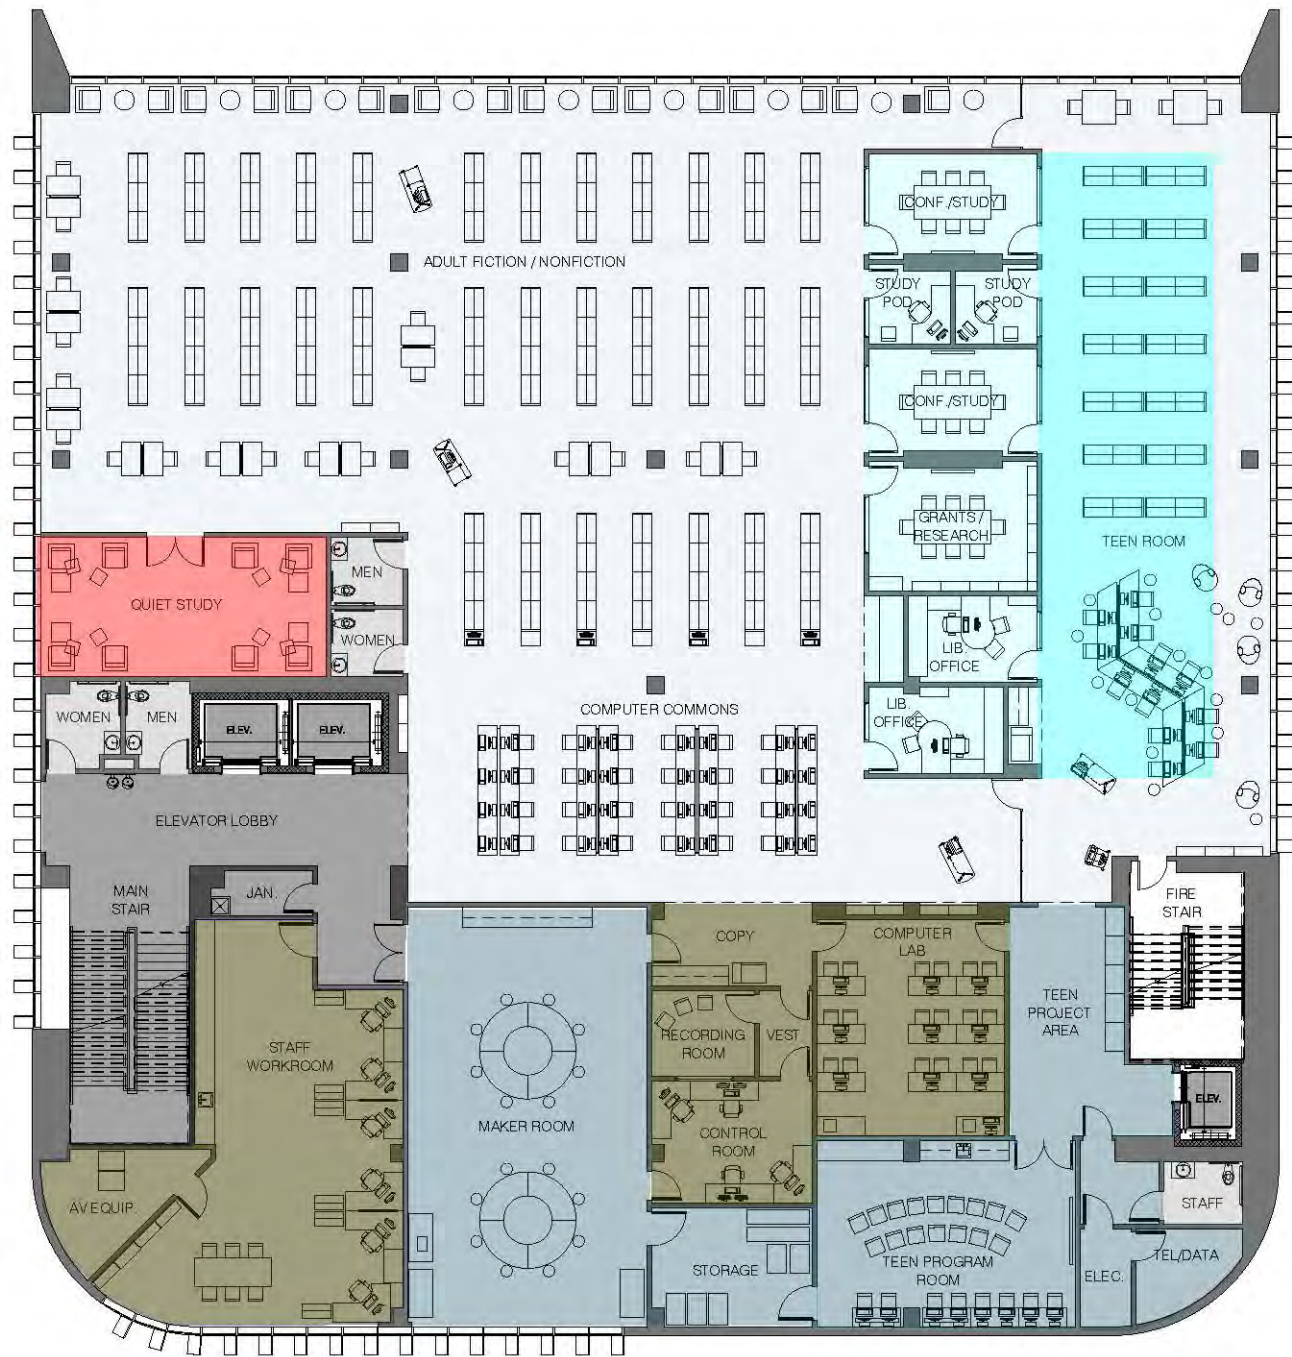 CONF./STUDY
ADULT FICTION / NONFICTION
STUDY
POD
STUDY
POD
CONF./STUDY
GRANTS /
RESEARCH
TEEN ROOM
MEN
QUIET STUDY
WOMEN
LIB.
OFFICE
LIB.
OFFICE
COMPUTER COMMONS
WOMEN
MEN
ELEV.
ELEV.
ELEVATOR LOBBY
MAIN
STAIR
JAN.
FIRE
STAIR
COPY
COMPUTER
LAB
TEEN
PROJECT
AREA
RECORDING
ROOM
VEST
STAFF
WORKROOM
ELEV.
MAKER ROOM
CONTROL
ROOM
AV EQUIP.
STAFF
STORAGE
TEEN PROGRAM
ROOM
ELEC.
TEL/DATA